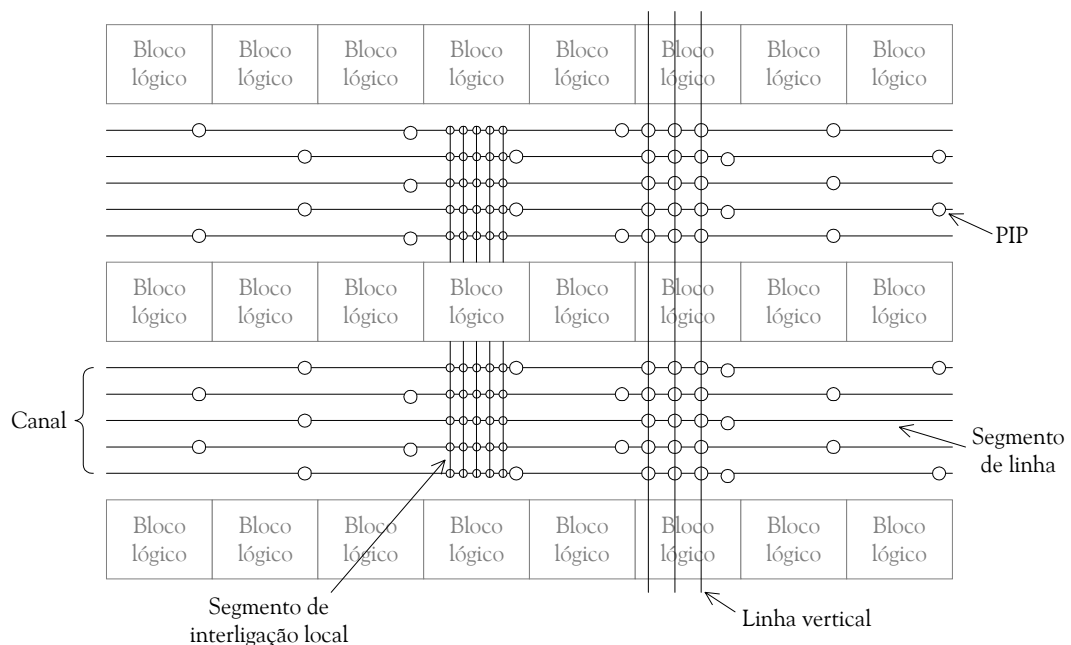 Bloco Bloco Bloco Bloco Bloco Bloco Bloco Bloco
lógico lógico lógico lógico lógico lógico lógico lógico
PIP
Bloco Bloco Bloco Bloco Bloco Bloco Bloco Bloco
lógico lógico lógico lógico lógico lógico lógico lógico
Canal
Segmento
de linha
Bloco Bloco Bloco Bloco Bloco Bloco Bloco Bloco
lógico lógico lógico lógico lógico lógico lógico lógico
Segmento de
interligação local
Linha vertical